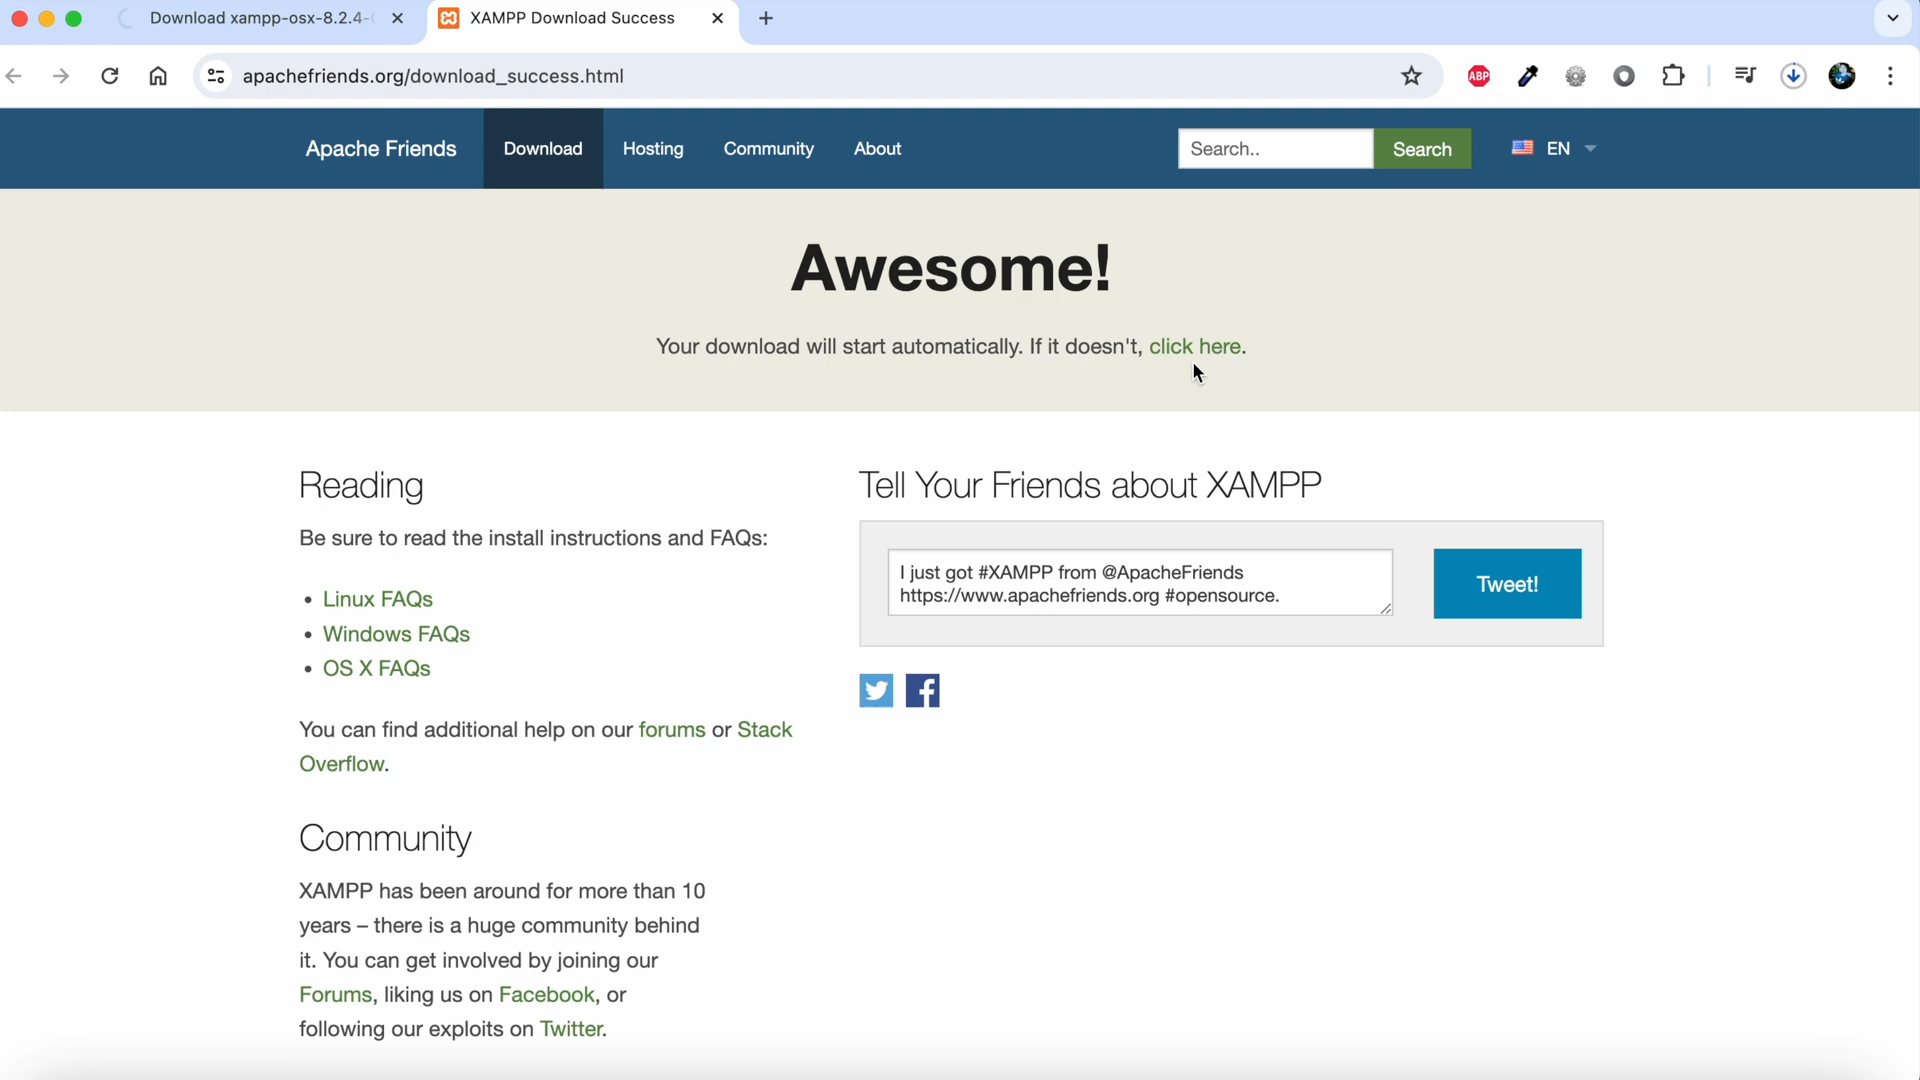 Download xampp-osx-8.2.4-
XAMPP Download Success
apachefriends.org/download_success.html
ABP
Apache Friends
Download
Hosting
Community
About
Search..
Search
EN
Awesome!
Your download will start automatically. If it doesn't, click here.
Reading
Be sure to read the install instructions and FAQs:
• Linux FAQs
• Windows FAQs
• OS X FAQs
You can find additional help on our forums or Stack
Overflow.
Community
XAMPP has been around for more than 10
years – there is a huge community behind
it. You can get involved by joining our
Forums, liking us on Facebook, or
following our exploits on Twitter.
Tell Your Friends about XAMPP
I just got #XAMPP from @ApacheFriends
https://www.apachefriends.org #opensource.
Tweet!